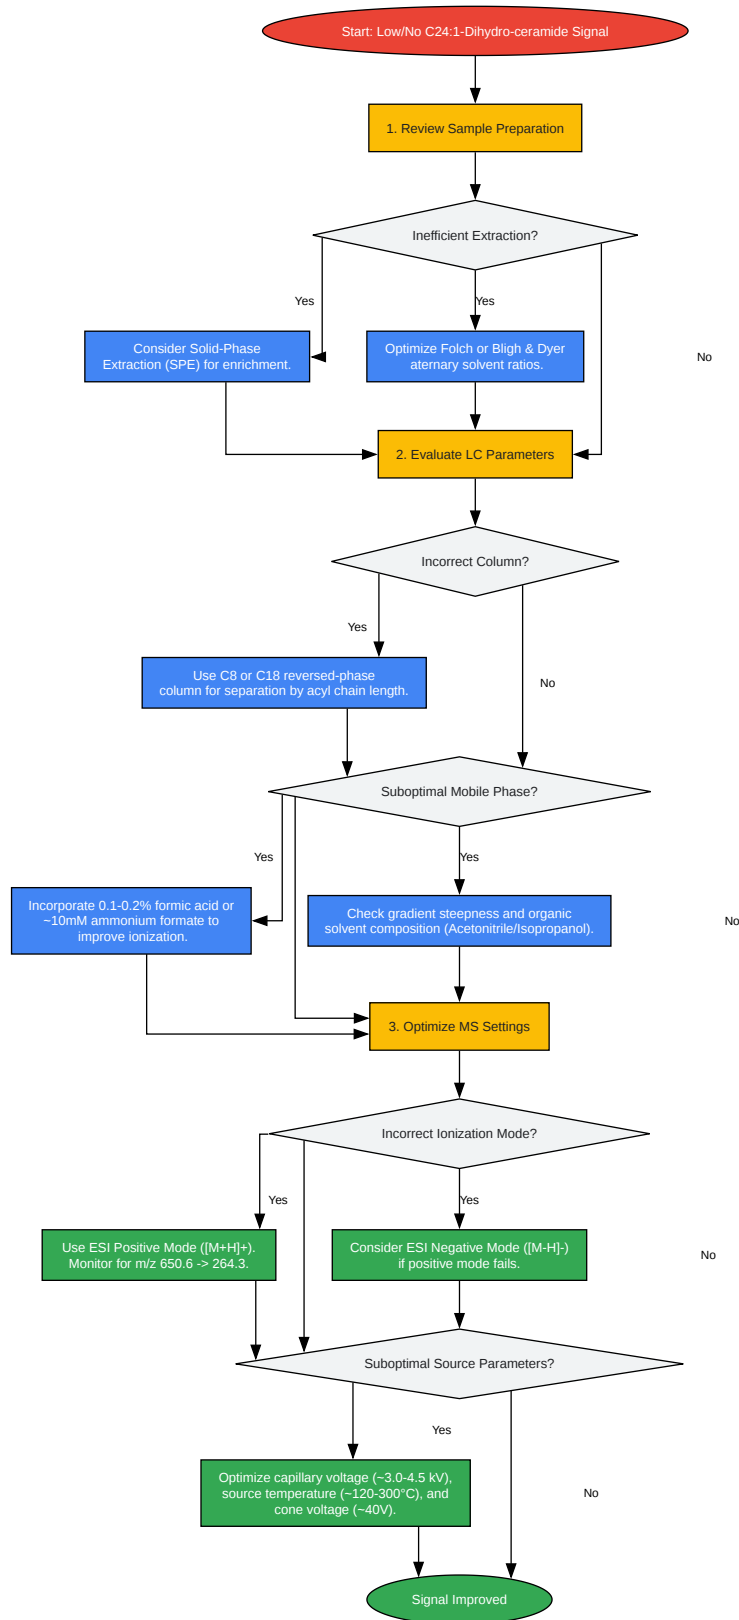 Start: Low/No C24:1-Dihydro-ceramide Signal
1. Review Sample Preparation
Inefficient Extraction?
Yes
Yes
Consider Solid-Phase
Extraction (SPE) for enrichment.
Optimize Folch or Bligh & Dyer
aternary solvent ratios.
No
2. Evaluate LC Parameters
Incorrect Column?
Yes
Use C8 or C18 reversed-phase
column for separation by acyl chain length.
No
Suboptimal Mobile Phase?
Yes
Yes
Incorporate 0.1-0.2% formic acid or
~10mM ammonium formate to
improve ionization.
Check gradient steepness and organic
solvent composition (Acetonitrile/Isopropanol).
No
3. Optimize MS Settings
Incorrect Ionization Mode?
Yes
Yes
Use ESI Positive Mode ([M+H]+).
Monitor for m/z 650.6 -> 264.3.
Consider ESI Negative Mode ([M-H]-)
if positive mode fails.
No
Suboptimal Source Parameters?
Yes
Optimize capillary voltage (~3.0-4.5 kV),
source temperature (~120-300°C), and
cone voltage (~40V).
No
Signal Improved